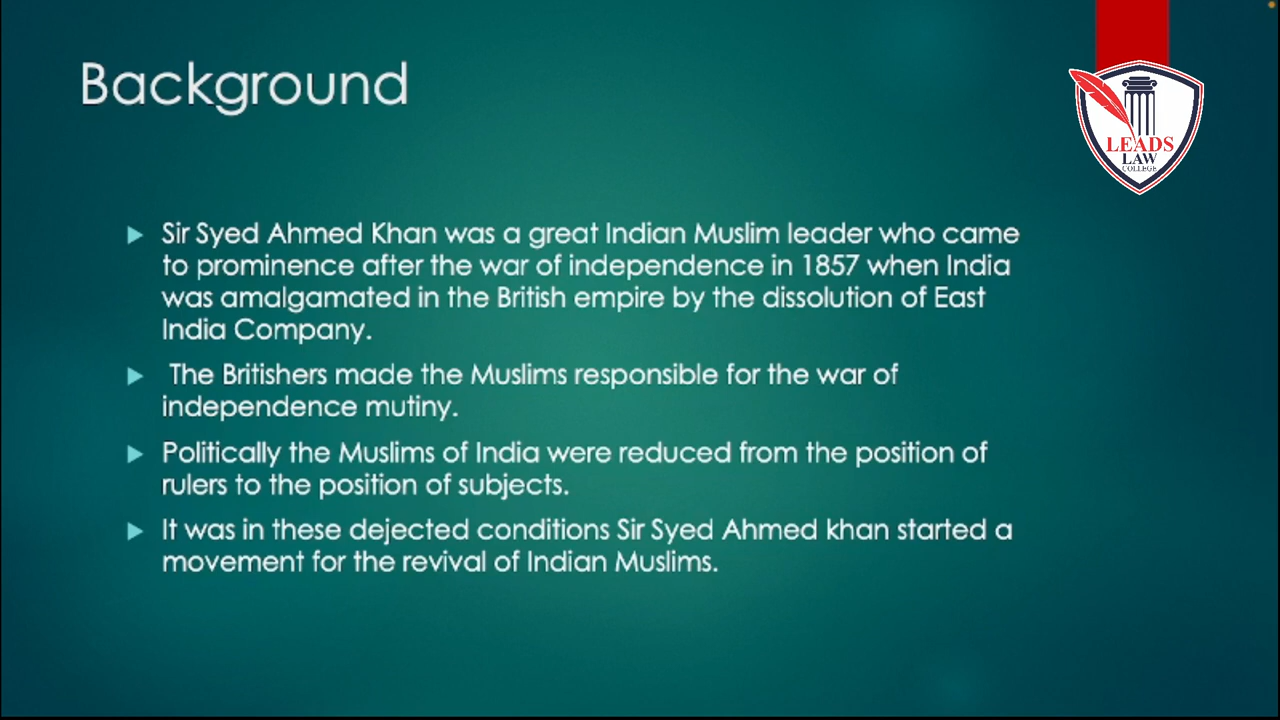 Background
LEADS
LAW
COLLEGE
Sir Syed Ahmed Khan was a great Indian Muslim leader who came
to prominence after the war of independence in 1857 when India
was amalgamated in the British empire by the dissolution of East
India Company.
The Britishers made the Muslims responsible for the war of
independence mutiny.
Politically the Muslims of India were reduced from the position of
rulers to the position of subjects.
It was in these dejected conditions Sir Syed Ahmed khan started a
movement for the revival of Indian Muslims.